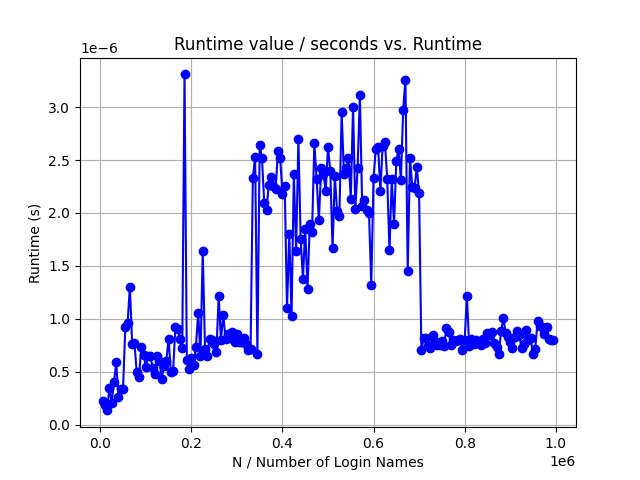 Runtime value / seconds vs. Runtime
1e−6
3.0
2.5
2.0
1.5
1.0
0.5
0.0
Runtime (s)
0.0 0.2 0.4 0.6 0.8 1.0
1e6
N / Number of Login Names